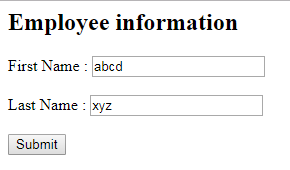 Employee information
First Name : abcd
Last Name : xyz
Submit